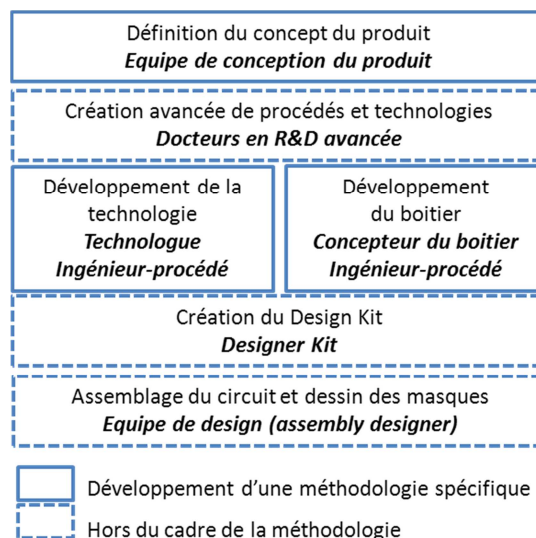 Définition du concept du produit
Equipe de conception du produit
Création avancée de procédés et technologies
Docteurs en R&D avancée
Développement de la
technologie
Technologue
Ingénieur-procédé
Développement
du boitier
Concepteur du boitier
Ingénieur-procédé
Création du Design Kit
Designer Kit
Assemblage du circuit et dessin des masques
Equipe de design (assembly designer)
Développement d'une méthodologie spécifique
Hors du cadre de la méthodologie